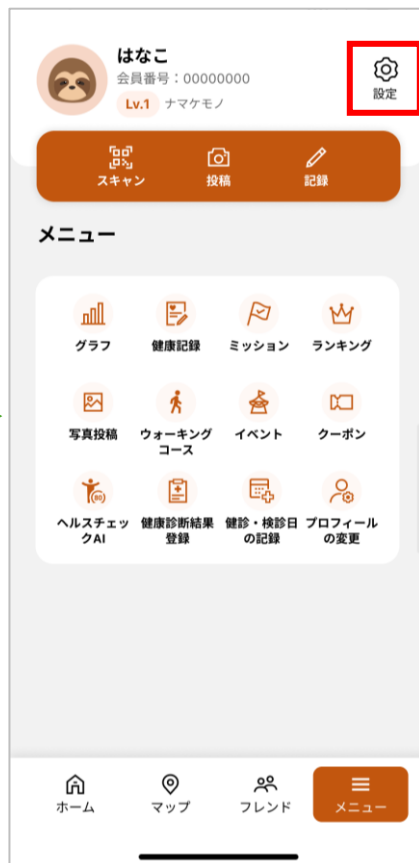 はなこ
会員番号：00000000
Lv.1 ナマケモノ
設定
スキャン 投稿 記録
メニュー
グラフ 健康記録 ミッション ランキング
写真投稿 ウォーキング イベント クーポン
コース
ヘルスチェッ 健康診断結果 健診・検診日 プロフィール
クAI 登録 の記録 の変更
ホーム マップ フレンド メニュー